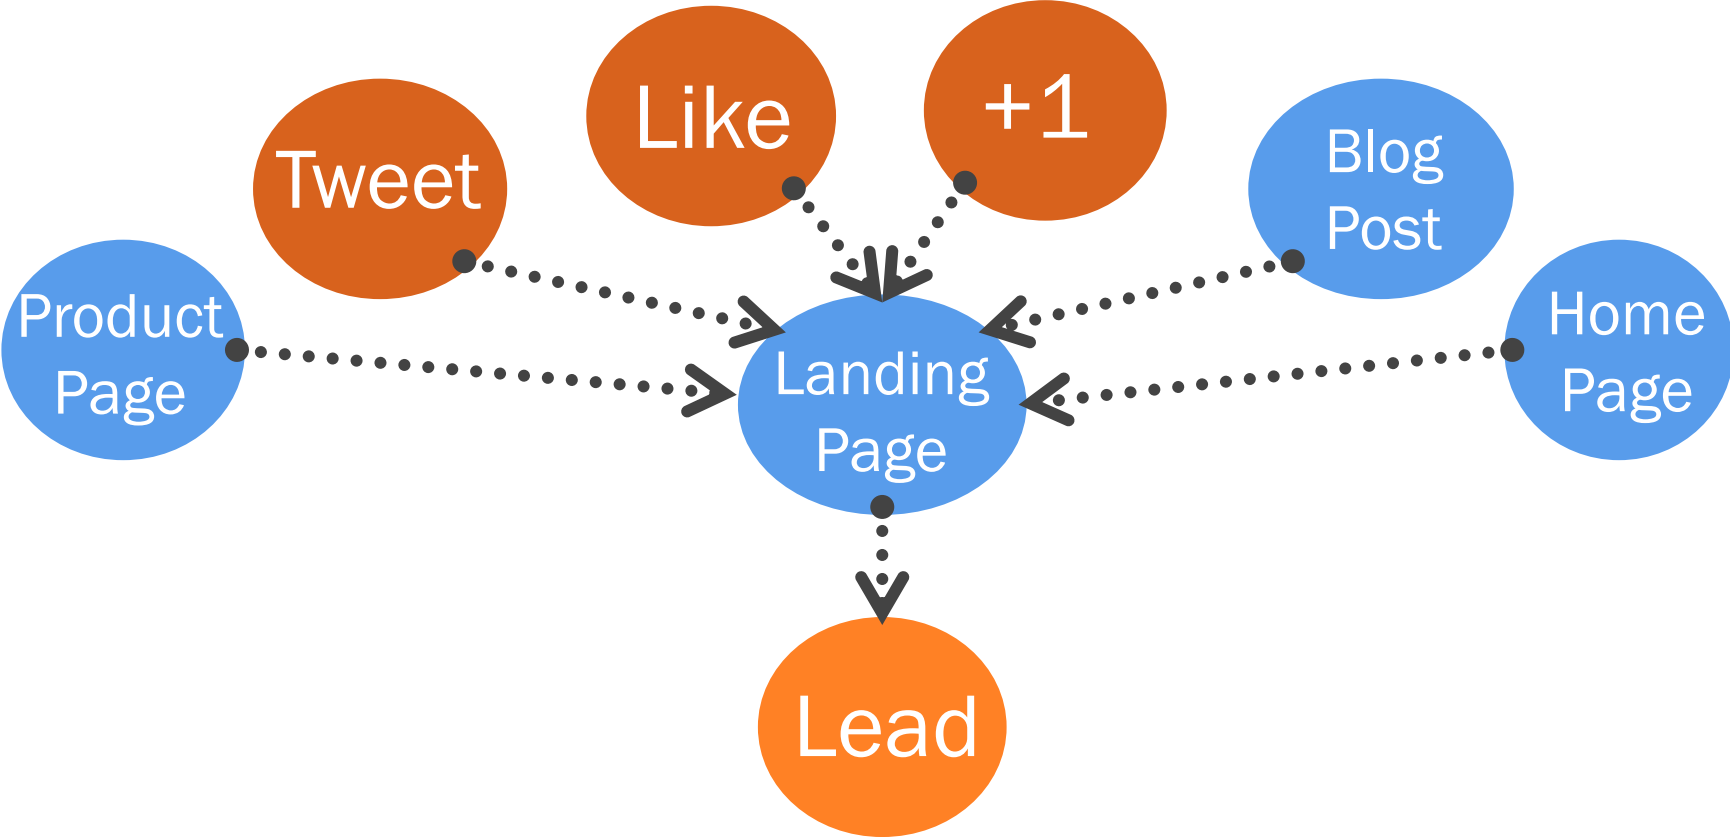 Like
+1
Tweet
Blog
Post
Product
Page
Home
Page
Landing
Page
Lead